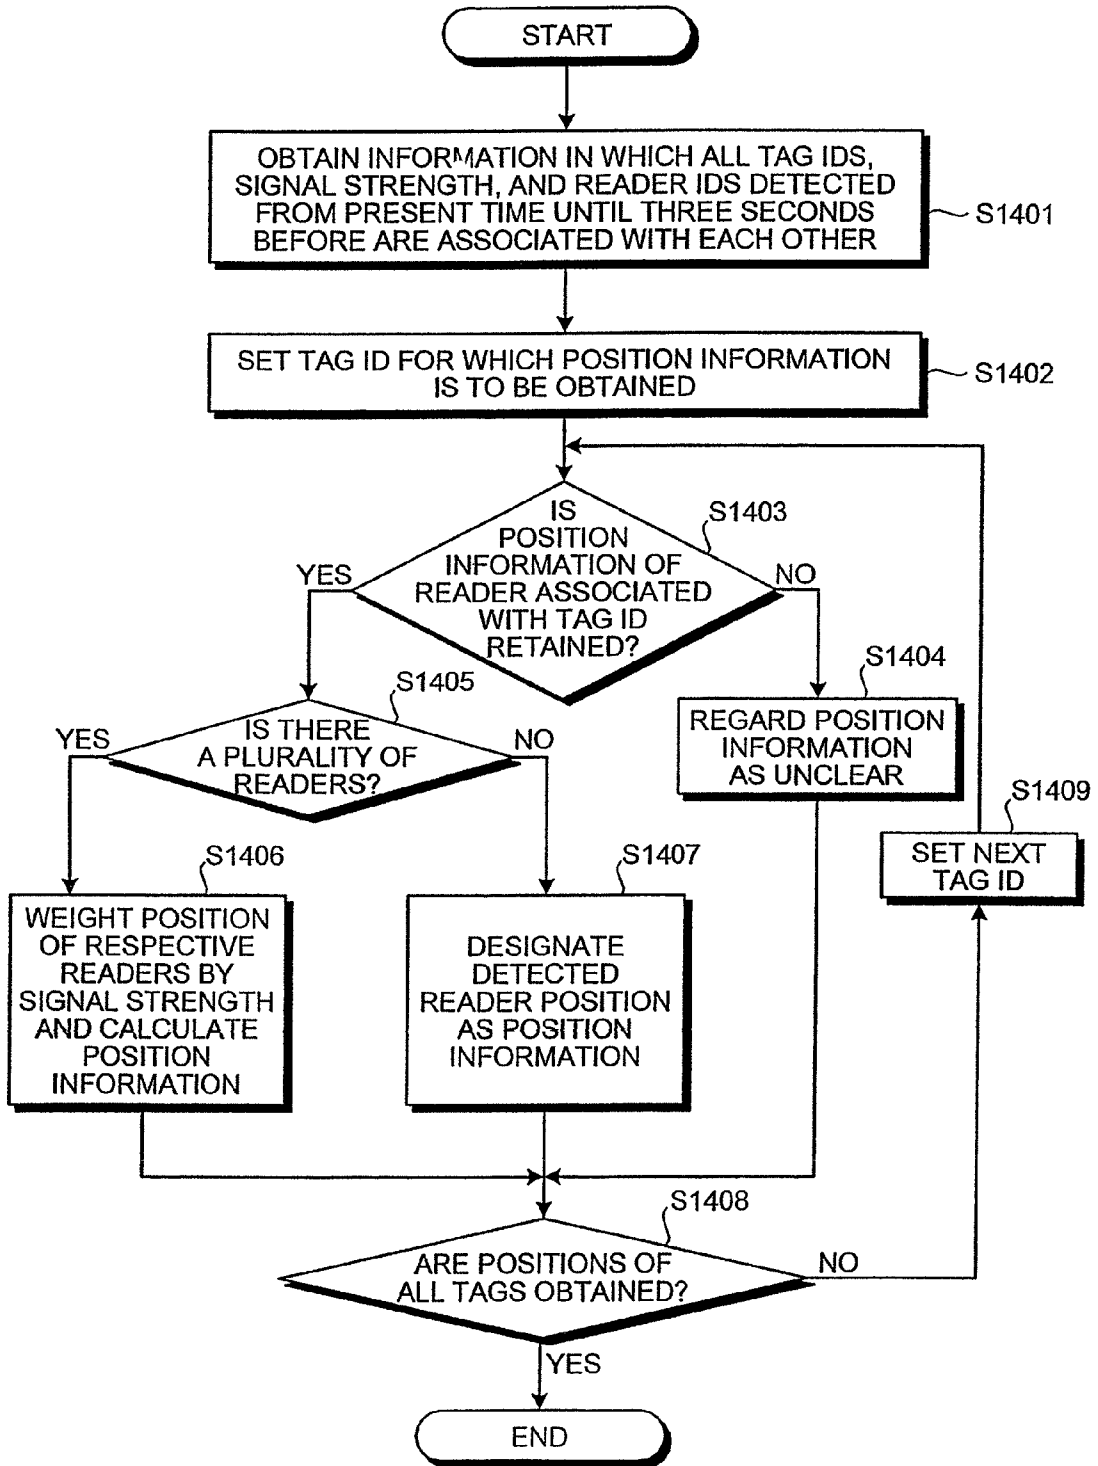 START
OBTAIN INFORMATION IN WHICH ALL TAG IDS,
SIGNAL STRENGTH, AND READER IDS DETECTED
FROM PRESENT TIME UNTIL THREE SECONDS
BEFORE ARE ASSOCIATED WITH EACH OTHER
S1401
SET TAG ID FOR WHICH POSITION INFORMATION
IS TO BE OBTAINED
S1402
IS
POSITION
INFORMATION OF
READER ASSOCIATED
WITH TAG ID
RETAINED?
S1403
YES
NO
S1404
REGARD POSITION
INFORMATION
AS UNCLEAR
S1405
IS THERE
A PLURALITY OF
READERS?
YES
NO
S1409
SET NEXT
TAG ID
S1406
WEIGHT POSITION
OF RESPECTIVE
READERS BY
SIGNAL STRENGTH
AND CALCULATE
POSITION
INFORMATION
S1407
DESIGNATE
DETECTED
READER POSITION
AS POSITION
INFORMATION
S1408
ARE POSITIONS OF
ALL TAGS OBTAINED?
NO
YES
END